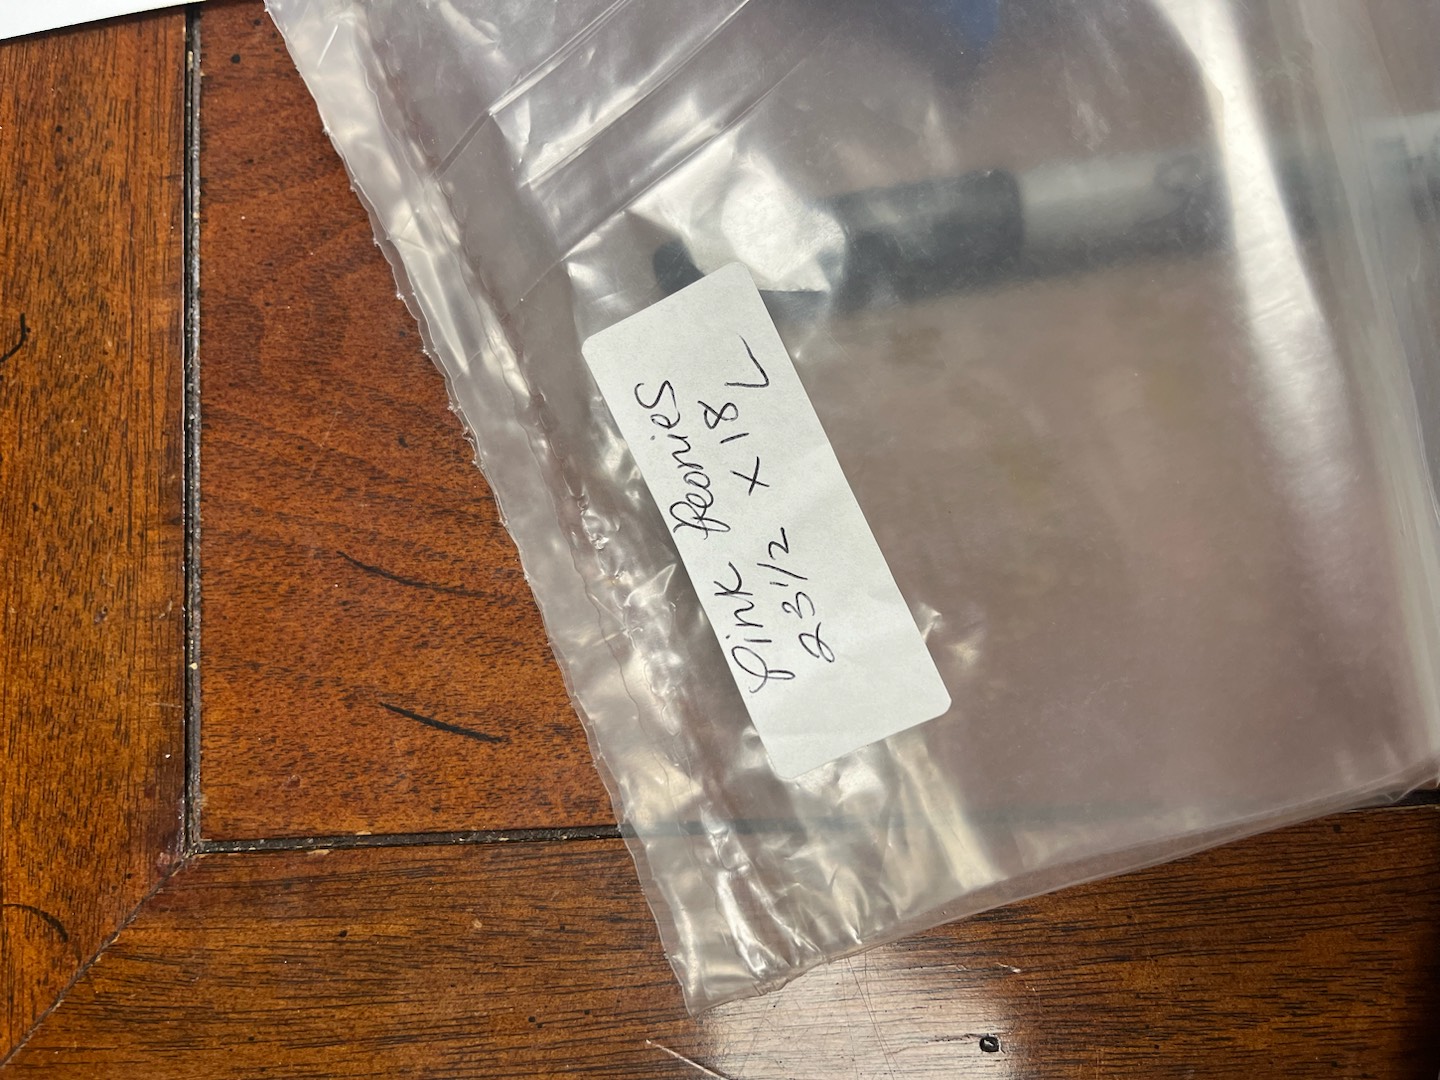 Pink Peonies
23 1/2 x 18 L